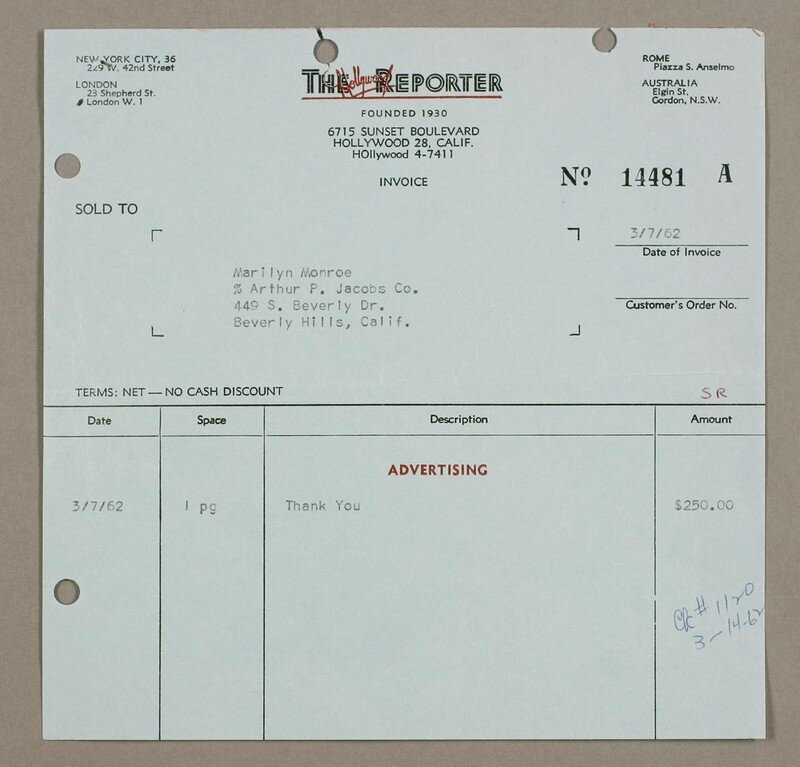 NEW YORK CITY, 36
229 W. 42nd Street
LONDON
23 Shepherd St.
London W. 1
ROME
Piazza S. Anselmo
AUSTRALIA
Elgin St.
Gordon, N.S.W.
THE Hollywood REPORTER
FOUNDED 1930
6715 SUNSET BOULEVARD
HOLLYWOOD 28, CALIF.
HOllywood 4-7411
INVOICE
Nº 14481 A
SOLD TO
3/7/62
Date of Invoice
Marilyn Monroe
% Arthur P. Jacobs Co.
449 S. Beverly Dr.
Beverly Hills, Calif.
Customer's Order No.
TERMS: NET — NO CASH DISCOUNT
SR
Date Space Description Amount
ADVERTISING
3/7/62 1 pg Thank You $250.00
CK# 1120
3-14-62